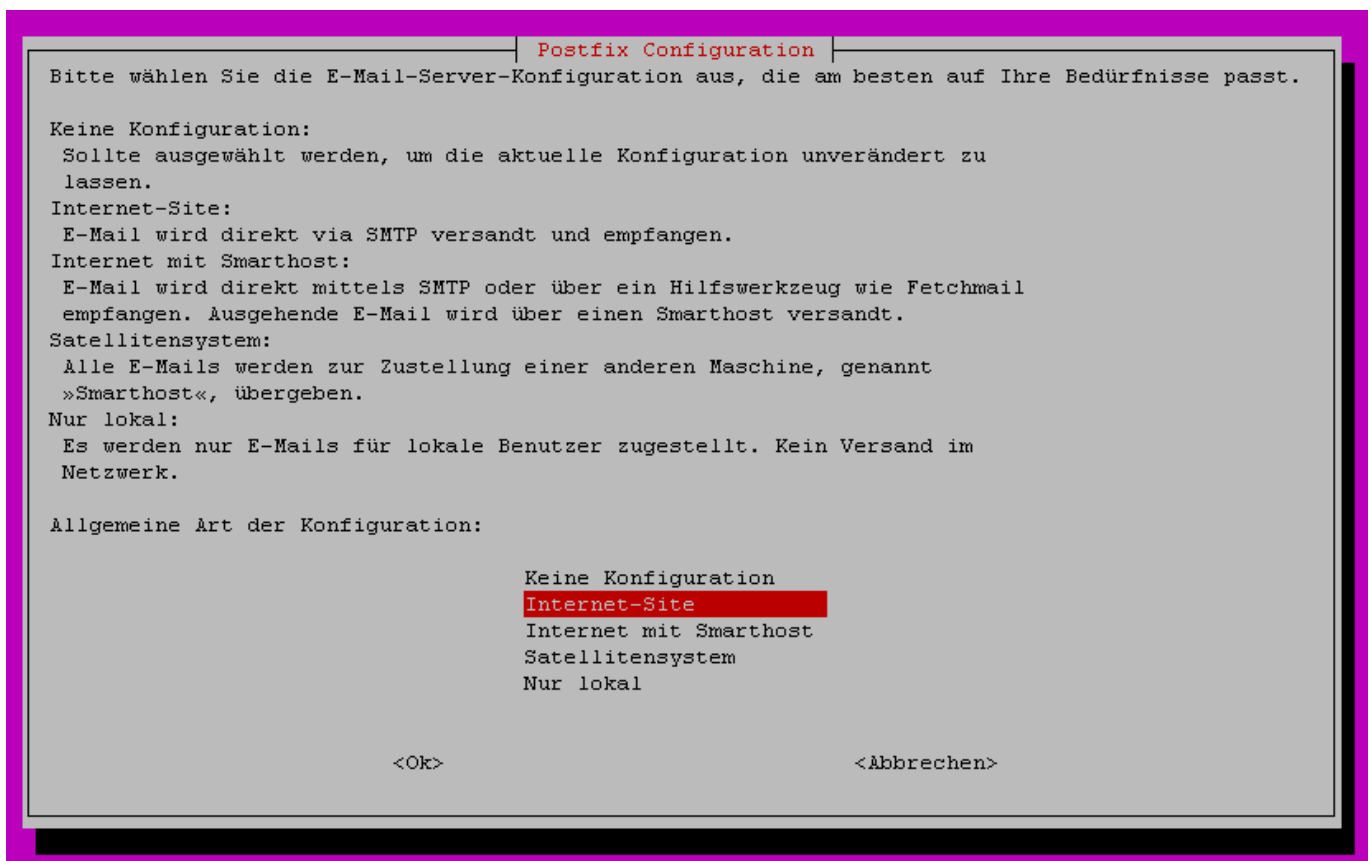 Postfix Configuration
Bitte wählen Sie die E-Mail-Server-Konfiguration aus, die am besten auf Ihre Bedürfnisse passt.
Keine Konfiguration:
Sollte ausgewählt werden, um die aktuelle Konfiguration unverändert zu
lassen.
Internet-Site:
E-Mail wird direkt via SMTP versandt und empfangen.
Internet mit Smarthost:
E-Mail wird direkt mittels SMTP oder über ein Hilfswerkzeug wie Fetchmail
empfangen. Ausgehende E-Mail wird über einen Smarthost versandt.
Satellitensystem:
Alle E-Mails werden zur Zustellung einer anderen Maschine, genannt
»Smarthost«, übergeben.
Nur lokal:
Es werden nur E-Mails für lokale Benutzer zugestellt. Kein Versand im
Netzwerk.
Allgemeine Art der Konfiguration:
Keine Konfiguration
Internet-Site
Internet mit Smarthost
Satellitensystem
Nur lokal
<Ok> <Abbrechen>